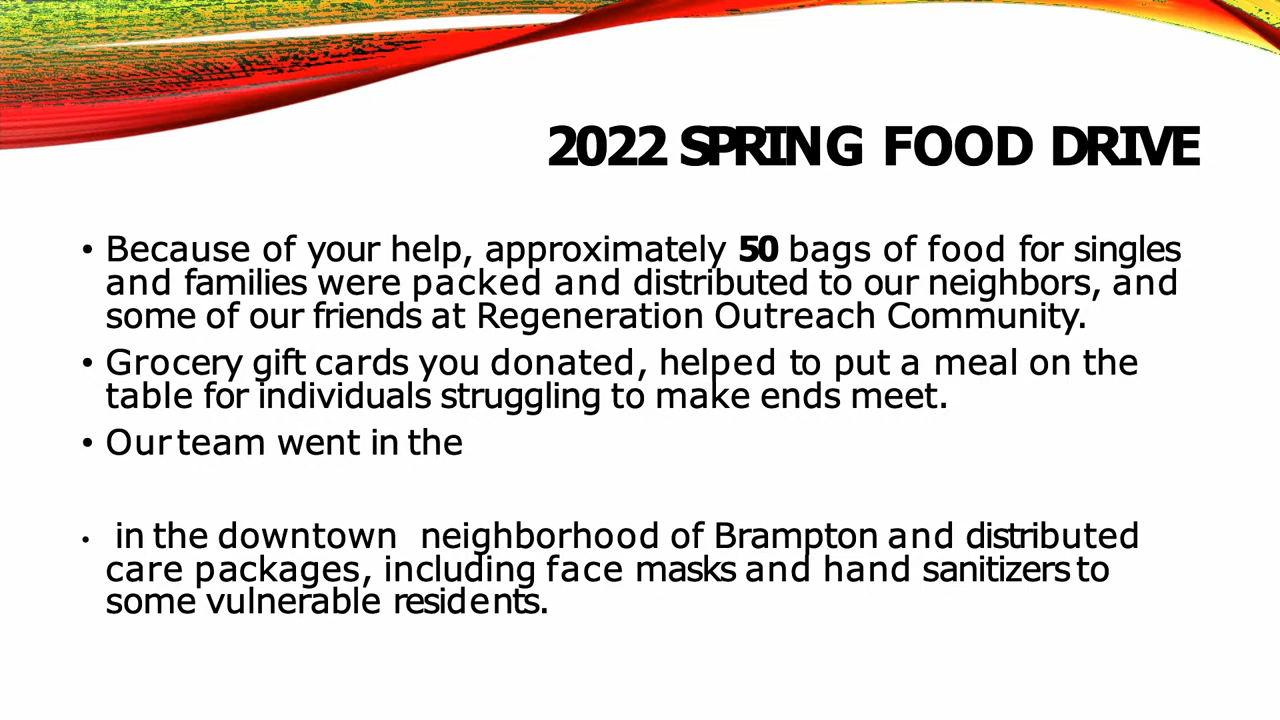 2022 SPRING FOOD DRIVE
• Because of your help, approximately 50 bags of food for singles
and families were packed and distributed to our neighbors, and
some of our friends at Regeneration Outreach Community.
• Grocery gift cards you donated, helped to put a meal on the
table for individuals struggling to make ends meet.
• Our team went in the
• in the downtown neighborhood of Brampton and distributed
care packages, including face masks and hand sanitizers to
some vulnerable residents.